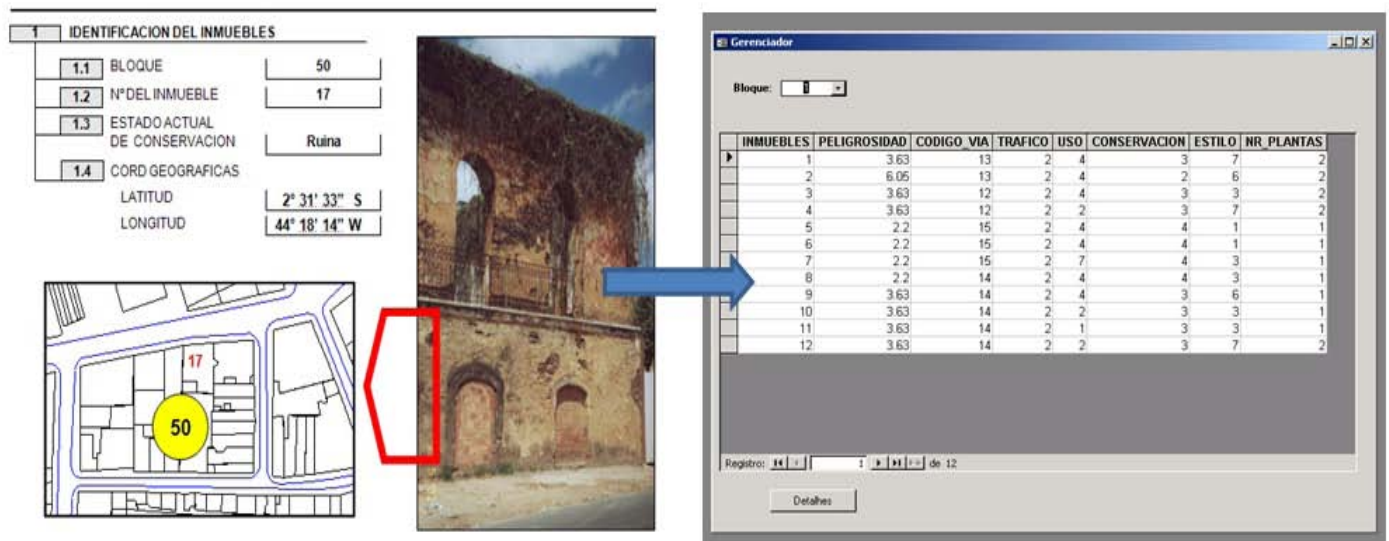 1 IDENTIFICACION DEL INMUEBLES
1.1 BLOQUE 50
1.2 N° DEL INMUEBLE 17
1.3 ESTADO ACTUAL
DE CONSERVACION Ruina
1.4 CORD GEOGRAFICAS
LATITUD 2° 31' 33" S
LONGITUD 44° 18' 14" W
17
50
Gerenciador
Bloque: 1
INMUEBLES PELIGROSIDAD CODIGO_VIA TRAFICO USO CONSERVACION ESTILO NR_PLANTAS
1 3.63 13 2 4 3 7 2
2 6.05 13 2 4 2 6 2
3 3.63 12 2 4 3 3 2
4 3.63 12 2 2 3 7 2
5 2.2 15 2 4 4 1 1
6 2.2 15 2 4 4 1 1
7 2.2 15 2 7 4 3 1
8 2.2 14 2 4 4 3 1
9 3.63 14 2 4 3 6 1
10 3.63 14 2 2 3 3 1
11 3.63 14 2 1 3 3 1
12 3.63 14 2 2 3 7 2
Registro: 1 de 12
Detalhes